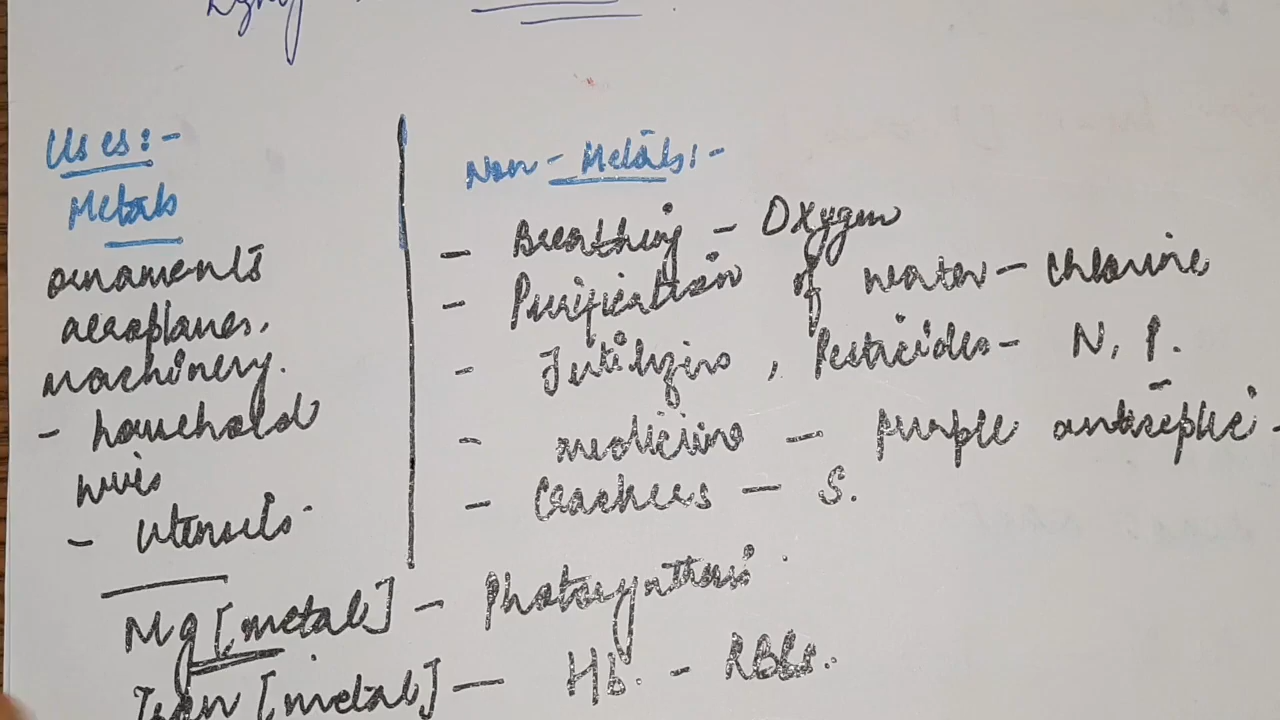 Uses:-
Metals
ornaments
aeroplanes.
machinery.
- household
wires
- Utensils.
Non-Metals:-
- Breathing - Oxygen
- Purification of water - chlorine
- Fertilizers, Pesticides - N, P.
- medicine - purple antiseptic -
- Crackers - S.
Mg [metal] - Photosynthesis.
Iron [metal] - Hb. - RBCs.